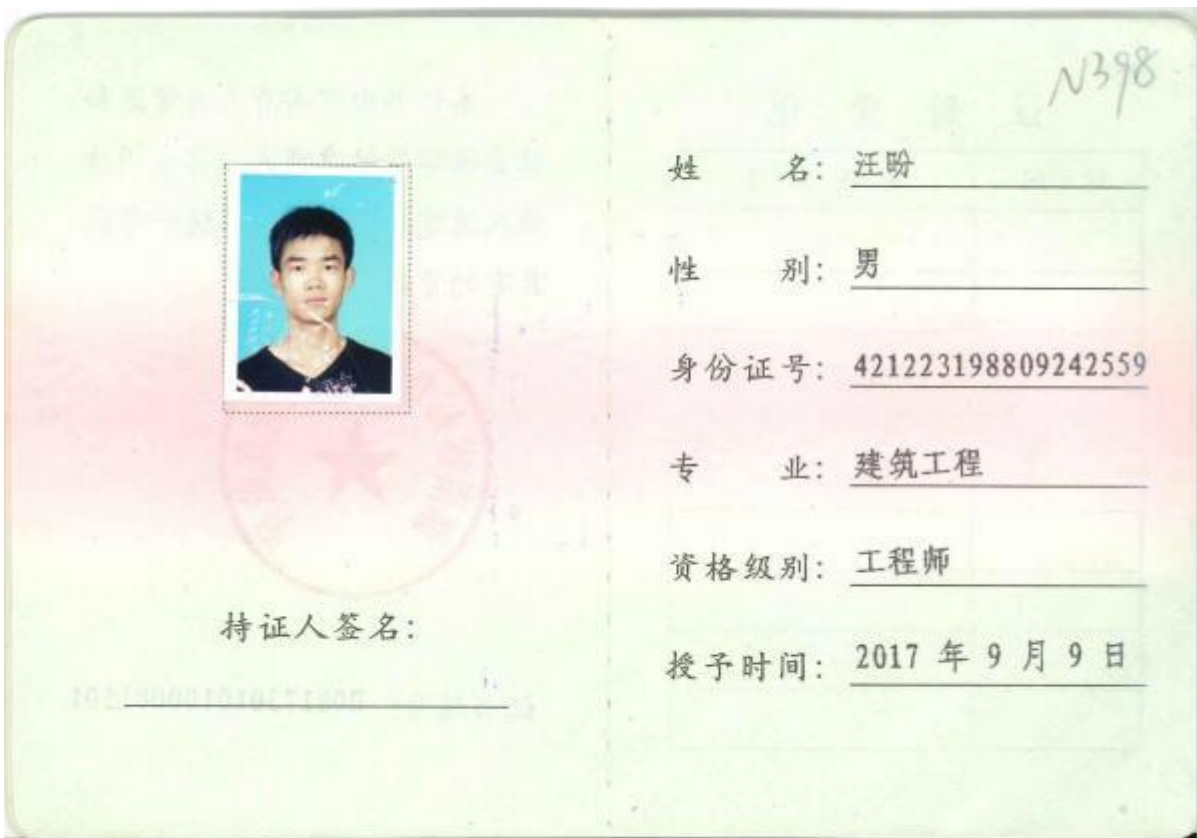 N398
姓 名: 汪盼
性 别: 男
身份证号: 421223198809242559
专 业: 建筑工程
资格级别: 工程师
授予时间: 2017 年 9 月 9 日
持证人签名: